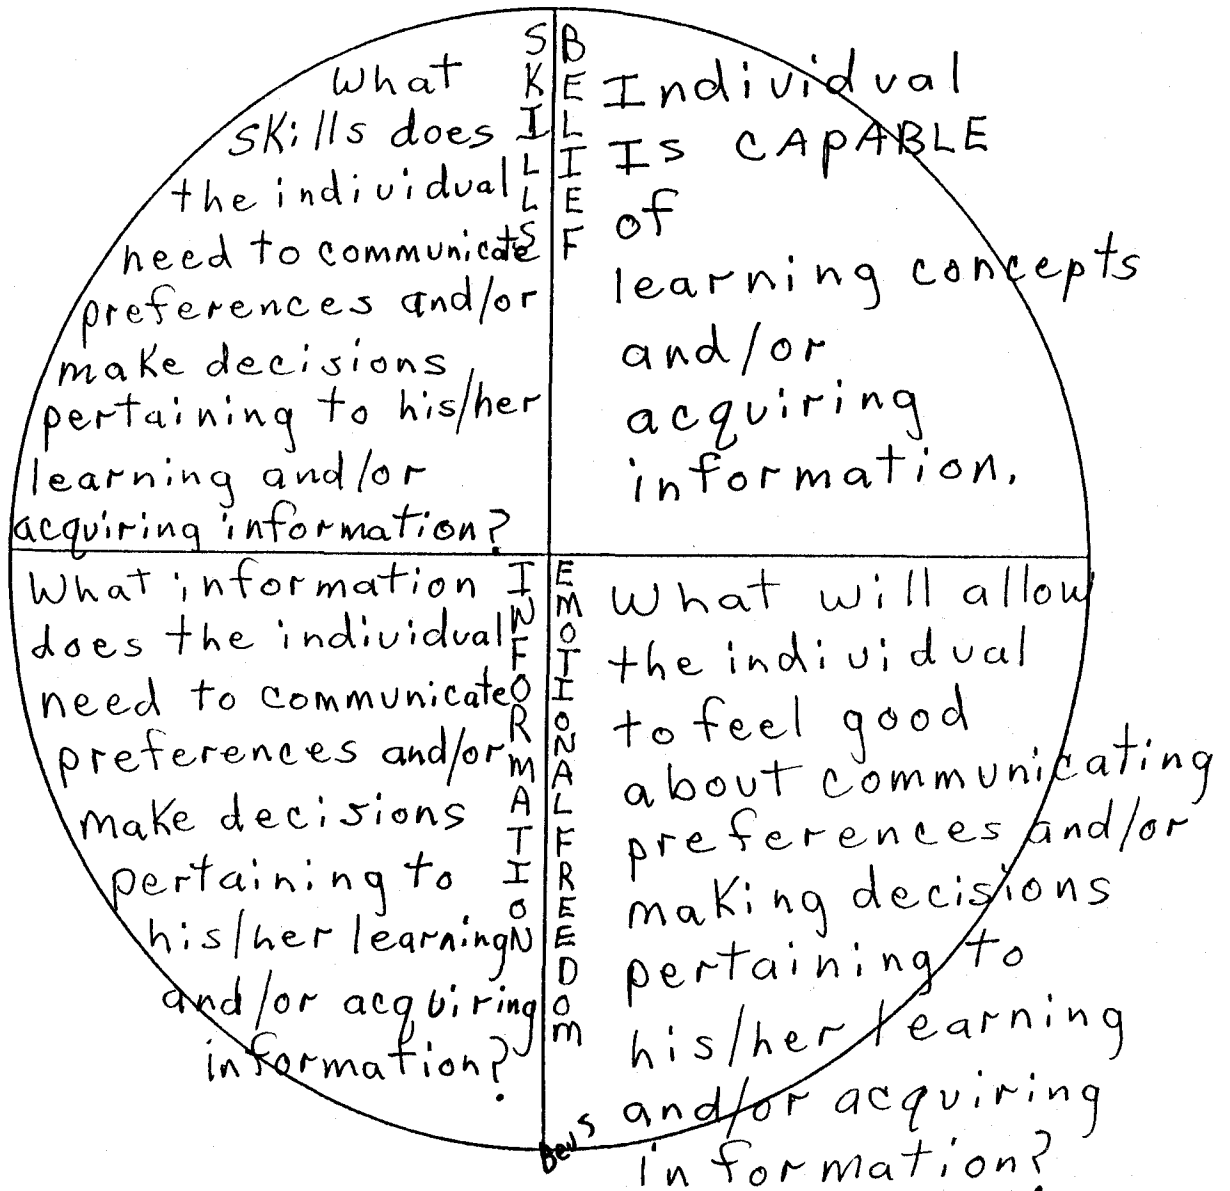 SKILLS
What
skills does
the individual
need to communicate
preferences and/or
make decisions
pertaining to his/her
learning and/or
acquiring information?
BELIEF
Individual
Is CAPABLE
of
learning concepts
and/or
acquiring
information.
INFORMATION
What information
does the individual
need to communicate
preferences and/or
make decisions
pertaining to
his/her learning
and/or acquiring
information?
EMOTIONAL FREEDOM
What will allow
the individual
to feel good
about communicating
preferences and/or
making decisions
pertaining to
his/her learning
and/or acquiring
information?